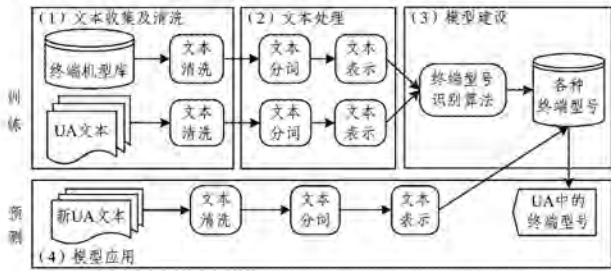 (1)文本收集及清洗
(2)文本处理
(3)模型建设
终端机型库
文本
清洗
文本
分词
文本
表示
终端型号
识别算法
各种
终端型号
训
练
UA文本
文本
清洗
文本
分词
文本
表示
预
测
新UA文本
文本
清洗
文本
分词
文本
表示
UA中的
终端型号
(4)模型应用